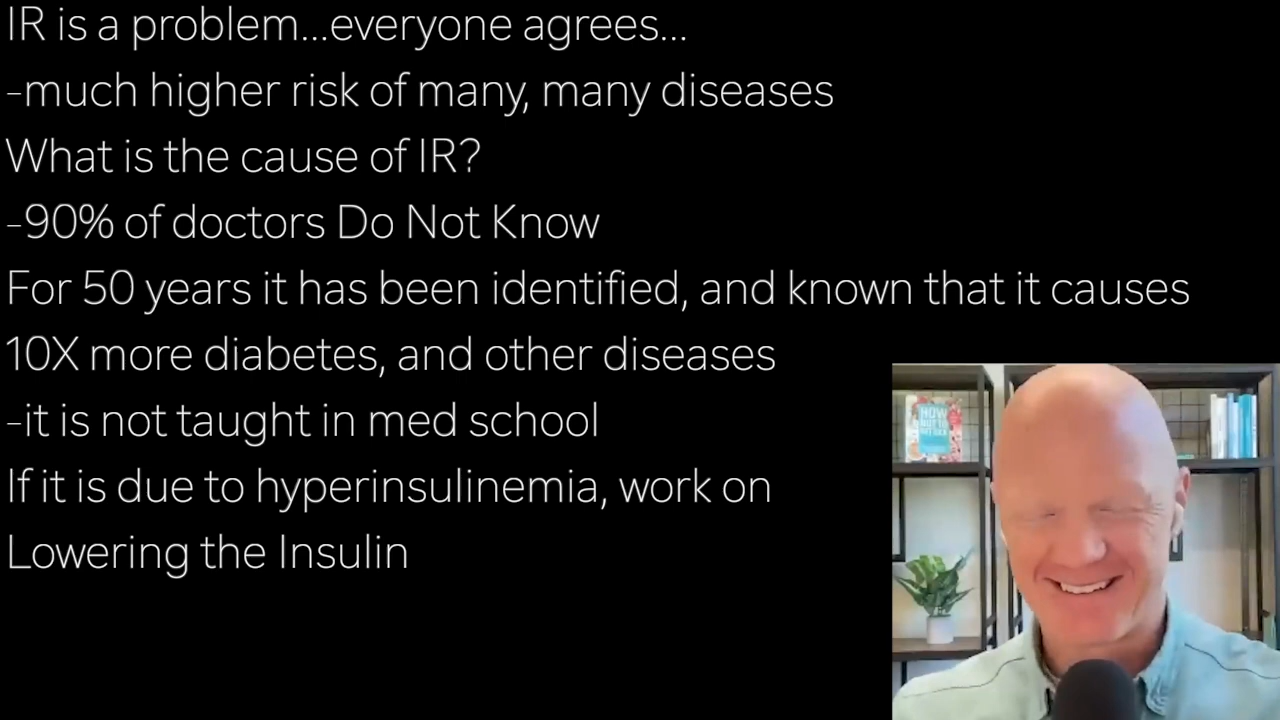 IR is a problem...everyone agrees...
-much higher risk of many, many diseases
What is the cause of IR?
-90% of doctors Do Not Know
For 50 years it has been identified, and known that it causes
10X more diabetes, and other diseases
-it is not taught in med school
If it is due to hyperinsulinemia, work on
Lowering the Insulin
HOW
NOT TO